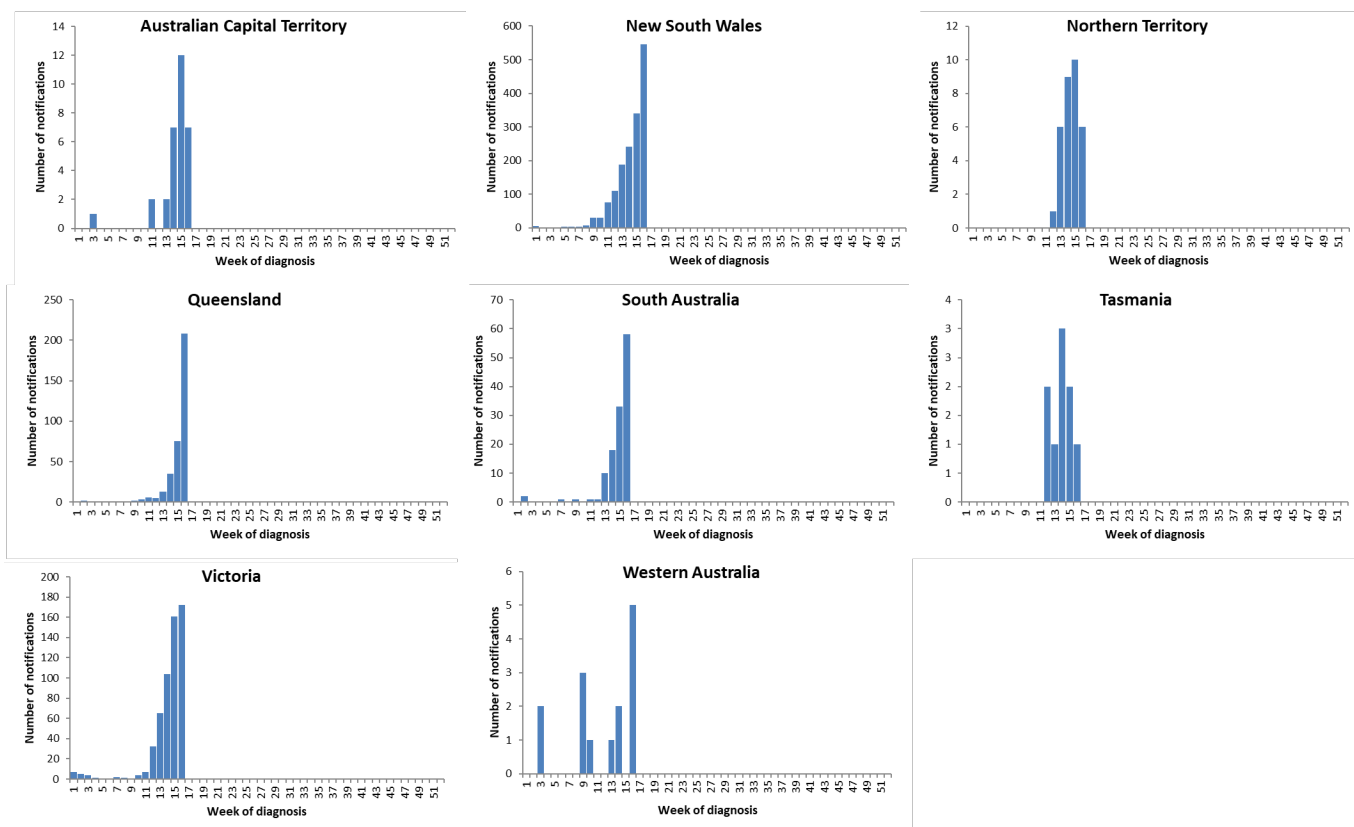 Australian Capital Territory
Number of notifications
14
12
10
8
6
4
2
0
1 3 5 7 9 11 13 15 17 19 21 23 25 27 29 31 33 35 37 39 41 43 45 47 49 51
Week of diagnosis
New South Wales
Number of notifications
600
500
400
300
200
100
0
1 3 5 7 9 11 13 15 17 19 21 23 25 27 29 31 33 35 37 39 41 43 45 47 49 51
Week of diagnosis
Northern Territory
Number of notifications
12
10
8
6
4
2
0
1 3 5 7 9 11 13 15 17 19 21 23 25 27 29 31 33 35 37 39 41 43 45 47 49 51
Week of diagnosis
Queensland
Number of notifications
250
200
150
100
50
0
1 3 5 7 9 11 13 15 17 19 21 23 25 27 29 31 33 35 37 39 41 43 45 47 49 51
Week of diagnosis
South Australia
Number of notifications
70
60
50
40
30
20
10
0
1 3 5 7 9 11 13 15 17 19 21 23 25 27 29 31 33 35 37 39 41 43 45 47 49 51
Week of diagnosis
Tasmania
Number of notifications
4
3
3
2
2
1
1
0
1 3 5 7 9 11 13 15 17 19 21 23 25 27 29 31 33 35 37 39 41 43 45 47 49 51
Week of diagnosis
Victoria
Number of notifications
200
180
160
140
120
100
80
60
40
20
0
1 3 5 7 9 11 13 15 17 19 21 23 25 27 29 31 33 35 37 39 41 43 45 47 49 51
Week of diagnosis
Western Australia
Number of notifications
6
5
4
3
2
1
0
1 3 5 7 9 11 13 15 17 19 21 23 25 27 29 31 33 35 37 39 41 43 45 47 49 51
Week of diagnosis